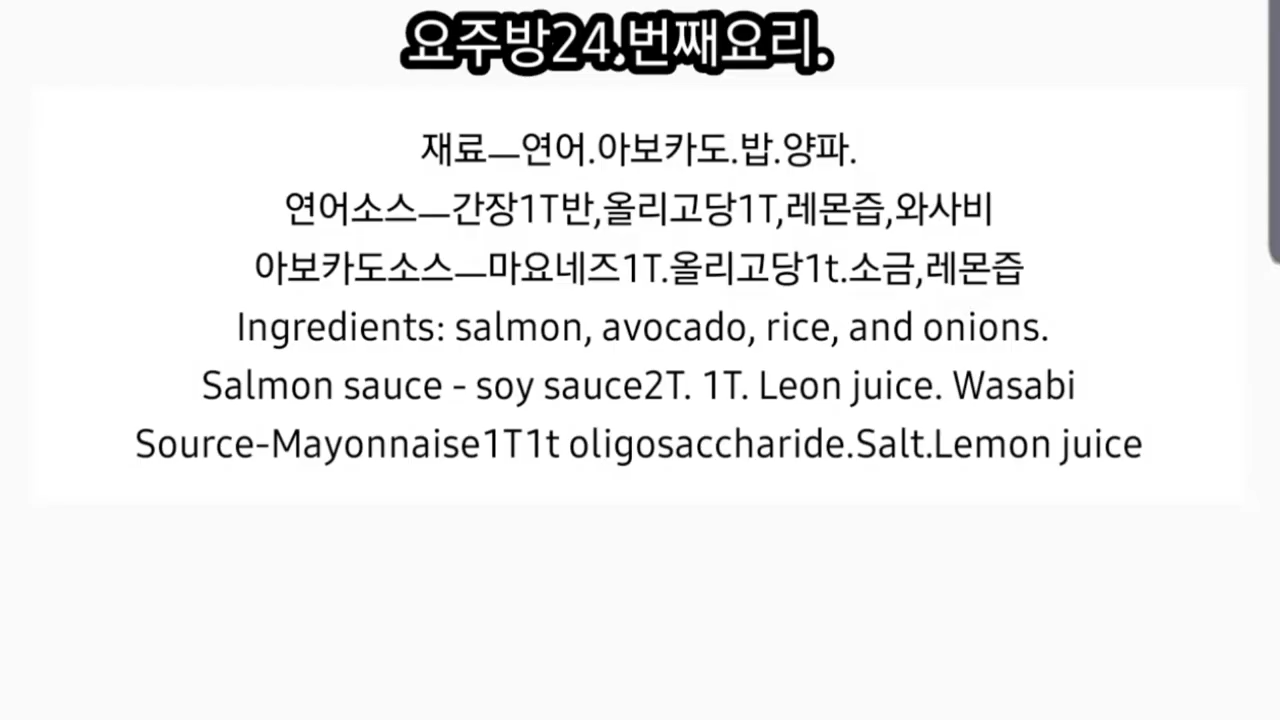 요주방24.번째요리.
재료ㅡ연어.아보카도.밥.양파.
연어소스ㅡ간장1T반,올리고당1T,레몬즙,와사비
아보카도소스ㅡ마요네즈1T.올리고당1t.소금,레몬즙
Ingredients: salmon, avocado, rice, and onions.
Salmon sauce - soy sauce2T. 1T. Leon juice. Wasabi
Source-Mayonnaise1T1t oligosaccharide.Salt.Lemon juice